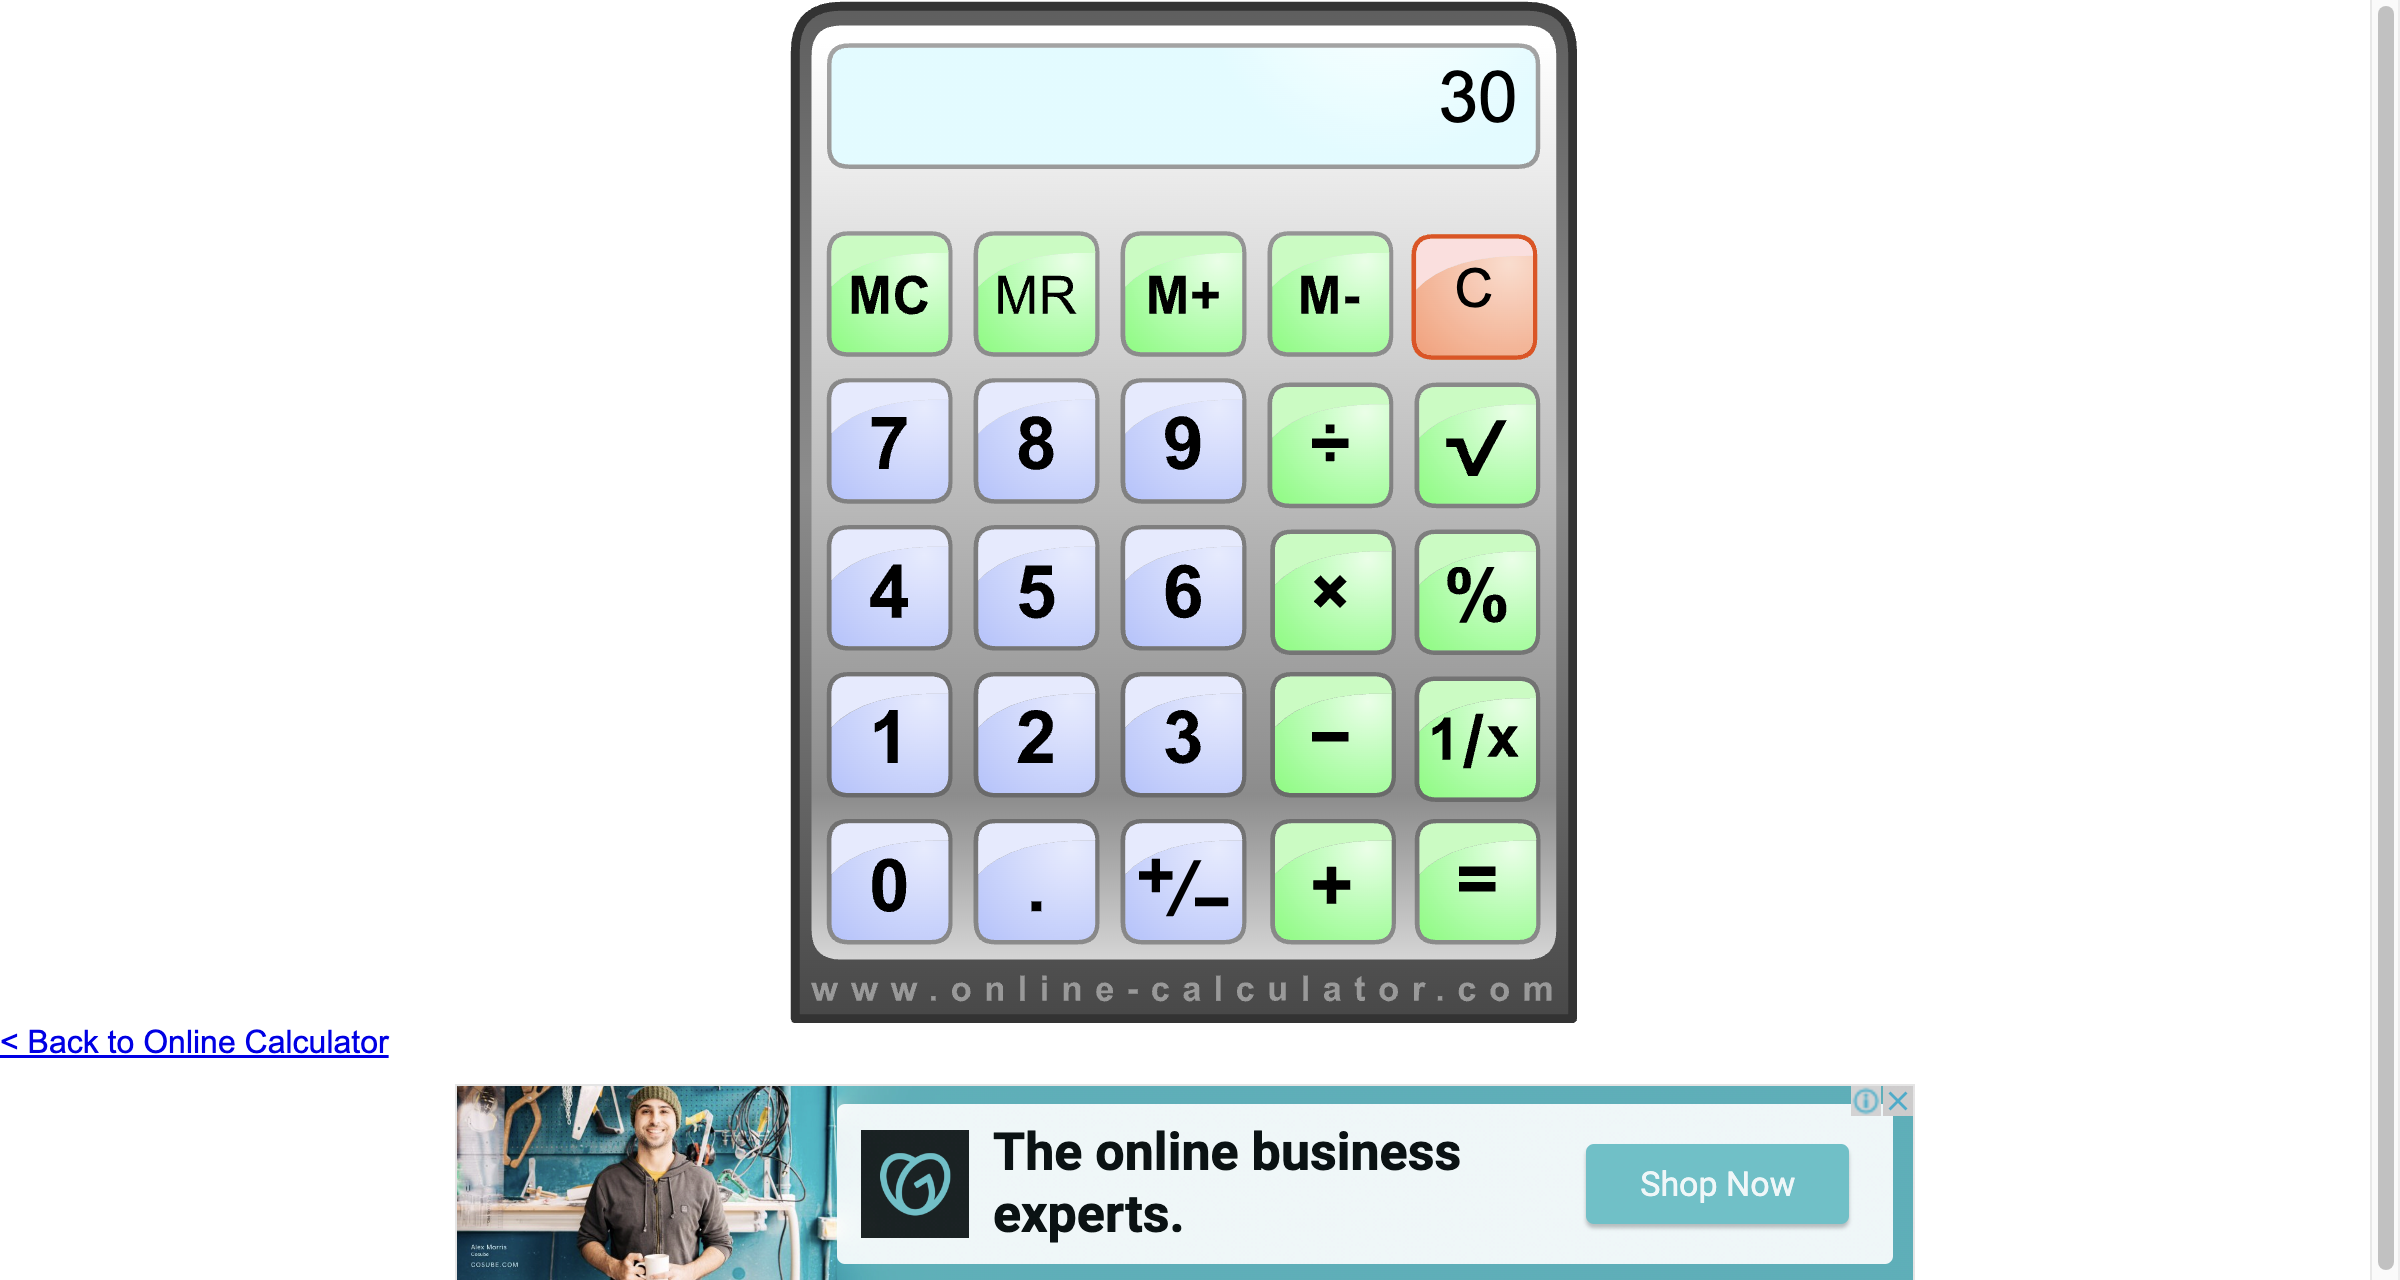 30
MC MR M+ M- C
7 8 9 ÷ √
4 5 6 × %
1 2 3 − 1/x
0 . +/− + =
www.online-calculator.com
< Back to Online Calculator
The online business
experts.
Shop Now
Alex Morris
Cosube
COSUBE.COM